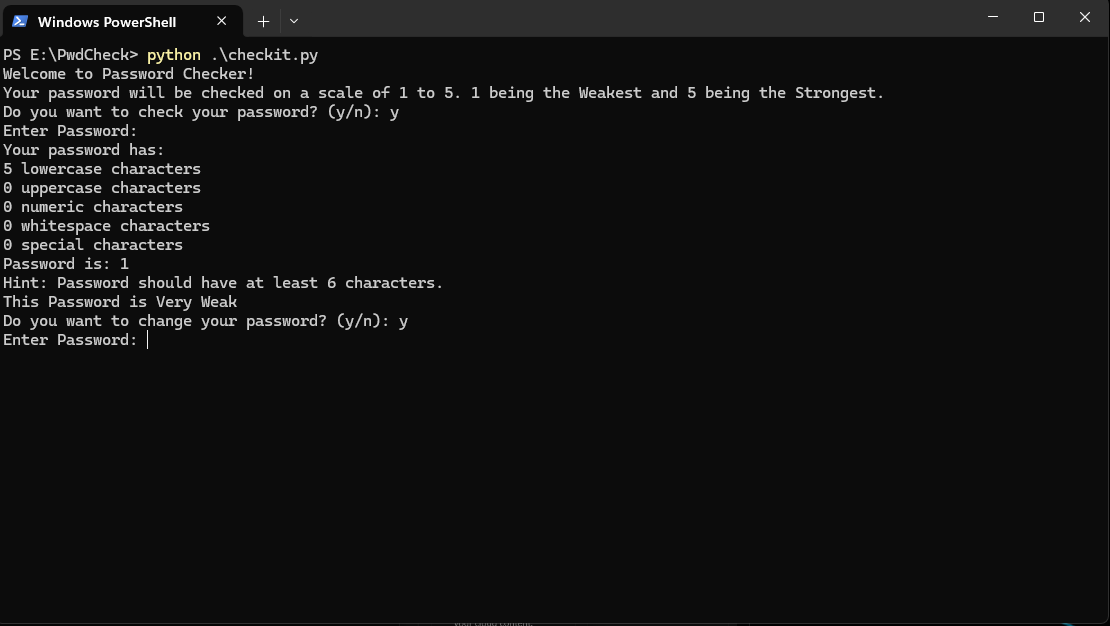 Windows PowerShell
PS E:\PwdCheck> python .\checkit.py
Welcome to Password Checker!
Your password will be checked on a scale of 1 to 5. 1 being the Weakest and 5 being the Strongest.
Do you want to check your password? (y/n): y
Enter Password:
Your password has:
5 lowercase characters
0 uppercase characters
0 numeric characters
0 whitespace characters
0 special characters
Password is: 1
Hint: Password should have at least 6 characters.
This Password is Very Weak
Do you want to change your password? (y/n): y
Enter Password: